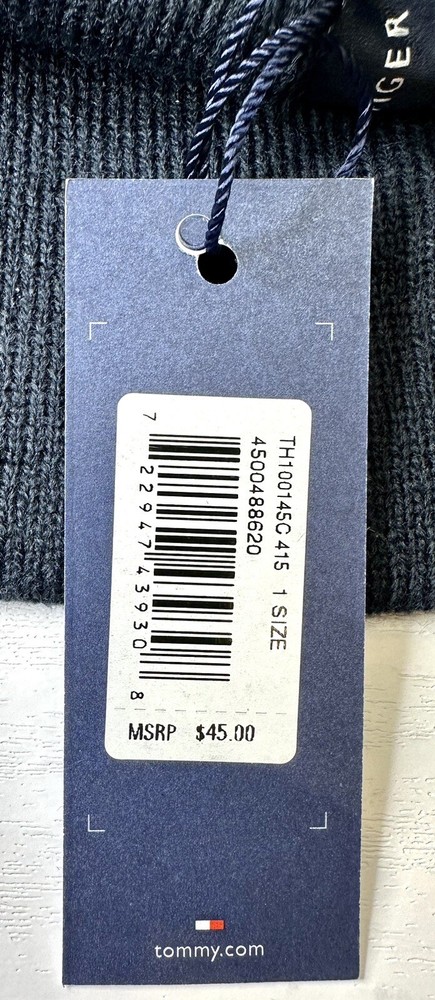 IGER
TH100145C 415 1 SIZE
4500488620
7 22947 43930 8
MSRP $45.00
tommy.com